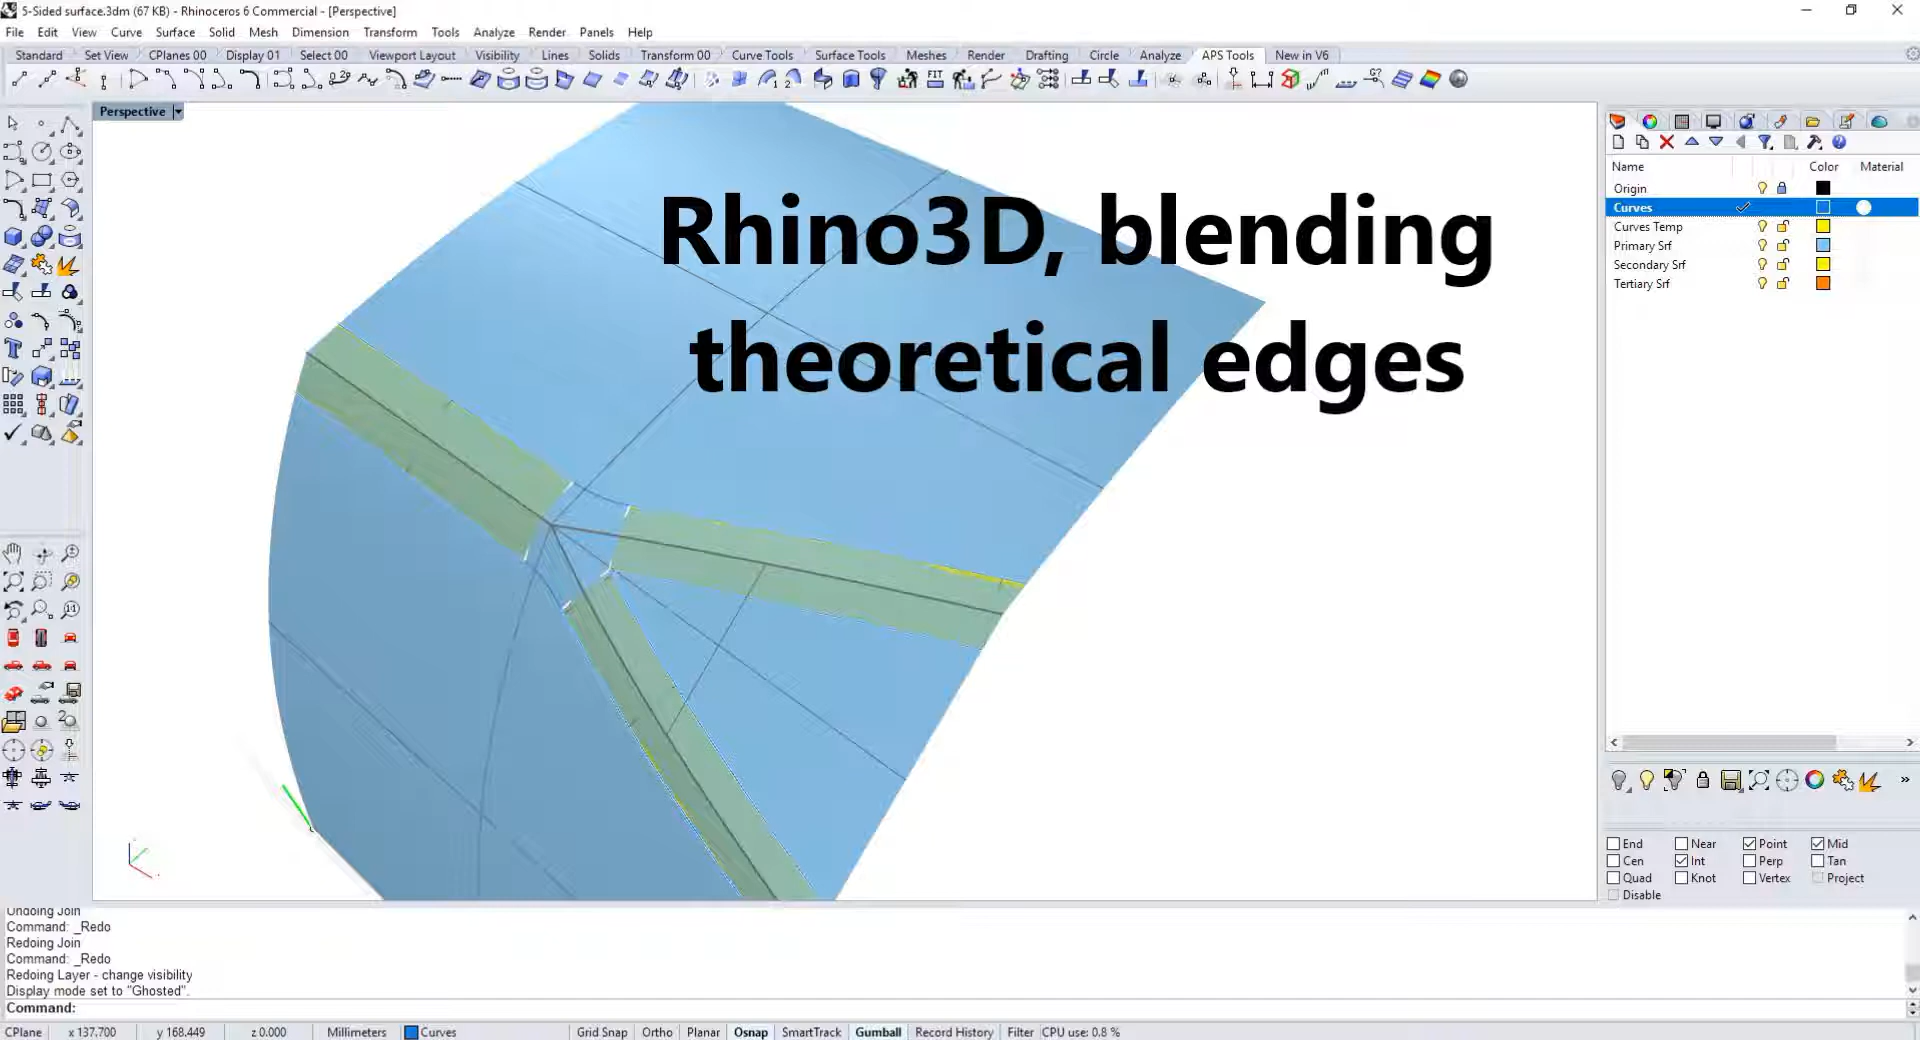 5-Sided surface.3dm (67 KB) - Rhinoceros 6 Commercial - [Perspective]
File Edit View Curve Surface Solid Mesh Dimension Transform Tools Analyze Render Panels Help
Standard Set View CPlanes 00 Display 01 Select 00 Viewport Layout Visibility Lines Solids Transform 00 Curve Tools Surface Tools Meshes Render Drafting Circle Analyze APS Tools New in V6
Perspective
Rhino3D, blending
theoretical edges
Name Color Material
Origin
Curves
Curves Temp
Primary Srf
Secondary Srf
Tertiary Srf
End Near Point Mid
Cen Int Perp Tan
Quad Knot Vertex Project
Disable
Undoing Join
Command: _Redo
Redoing Join
Command: _Redo
Redoing Layer - change visibility
Display mode set to "Ghosted".
Command:
CPlane x 137.700 y 168.449 z 0.000 Millimeters Curves Grid Snap Ortho Planar Osnap SmartTrack Gumball Record History Filter CPU use: 0.8 %